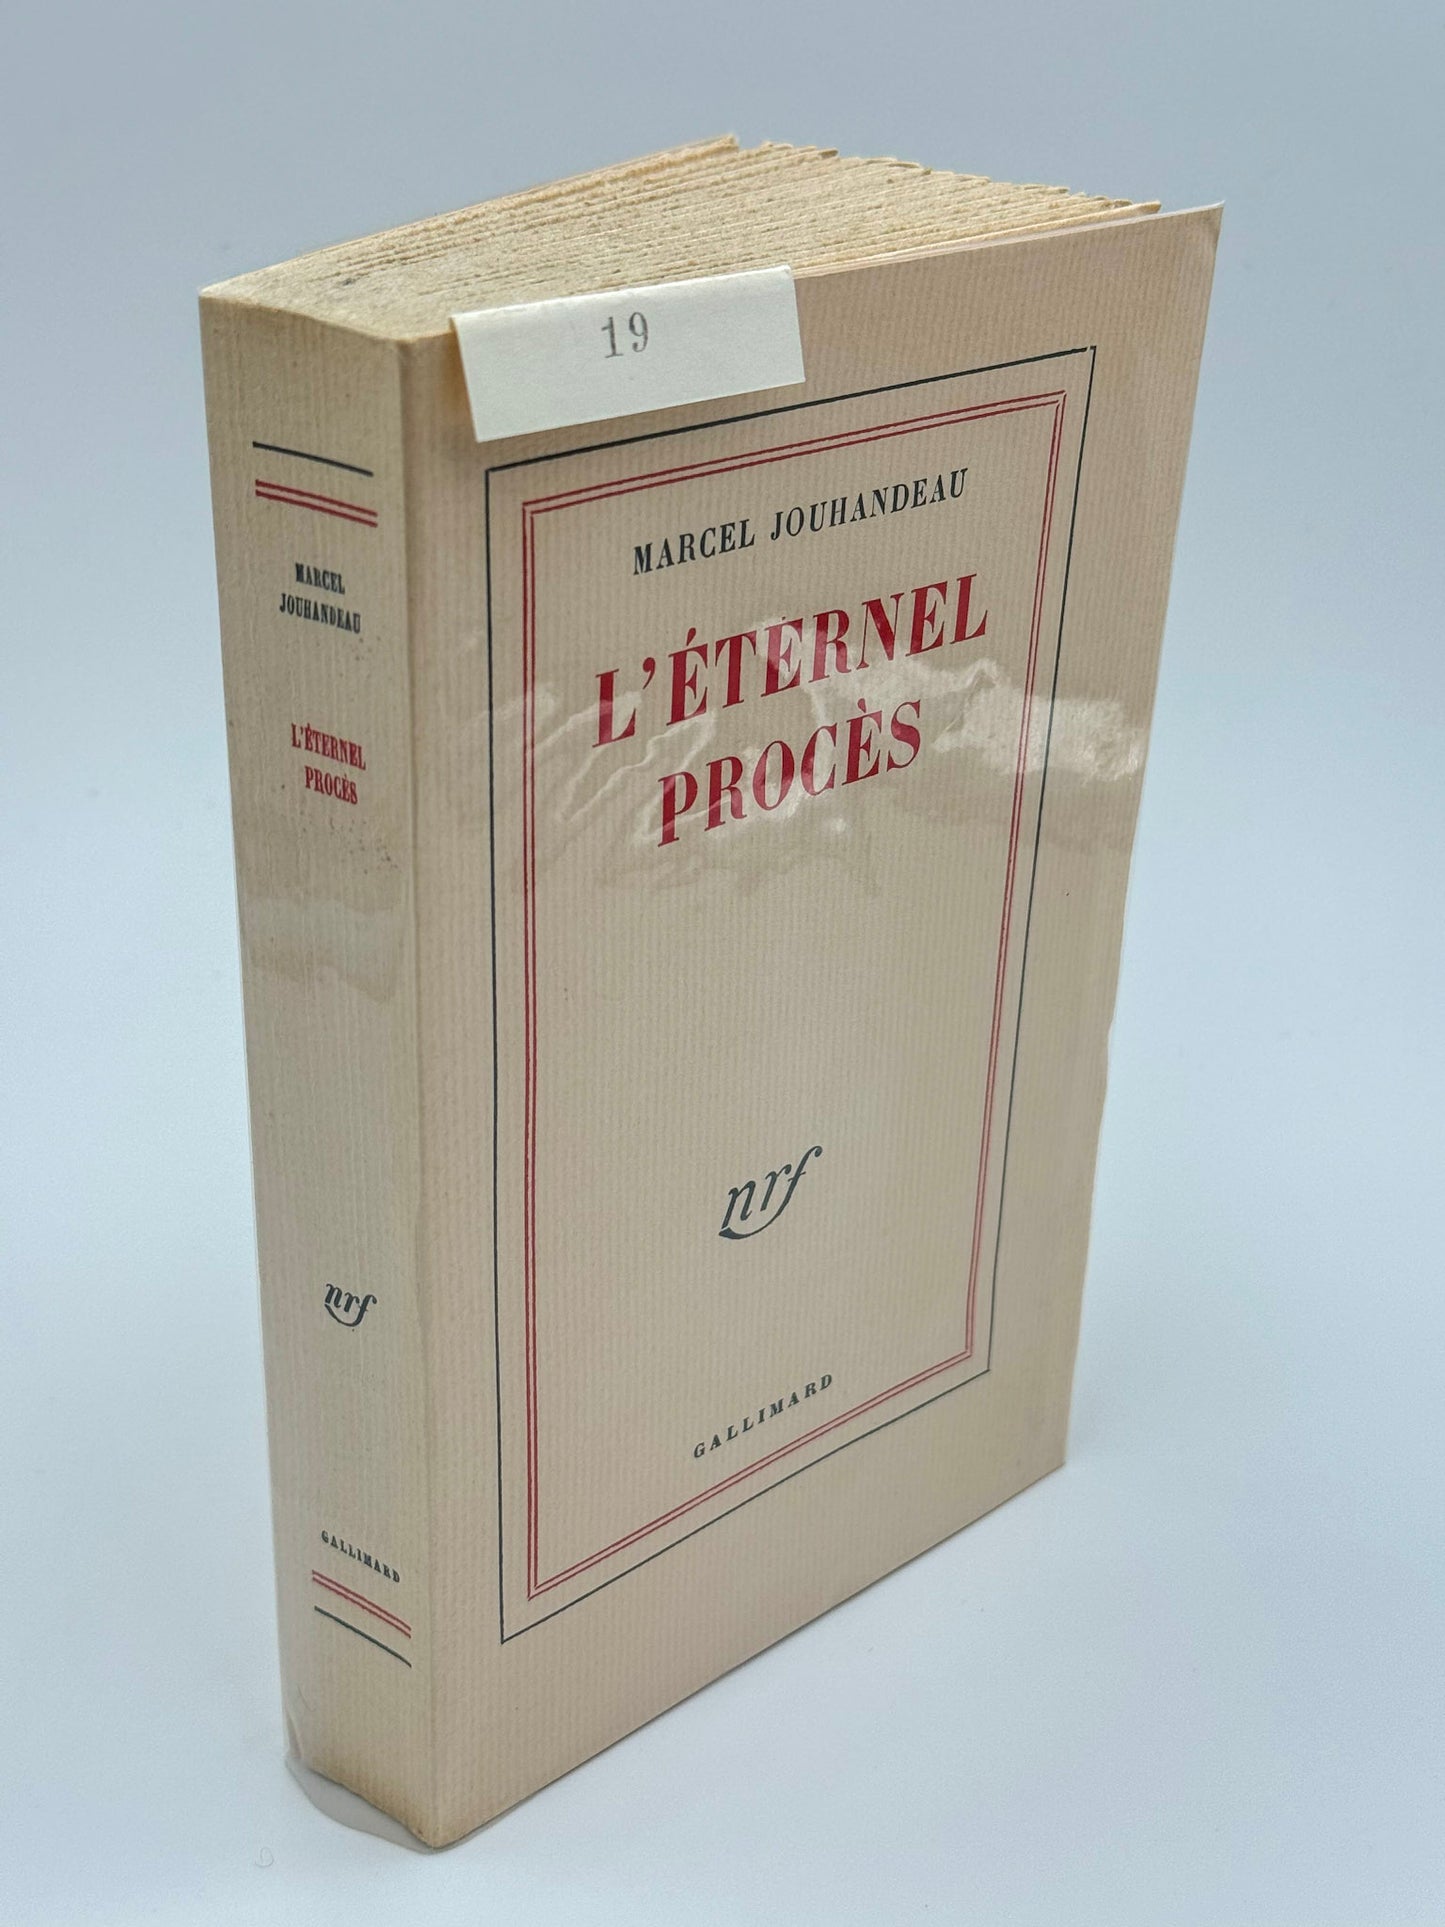 19
MARCEL JOUHANDEAU
L'ÉTERNEL
PROCÈS
nrf
GALLIMARD
MARCEL
JOUHANDEAU
L'ÉTERNEL
PROCÈS
nrf
GALLIMARD